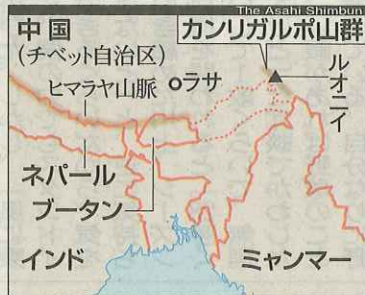 The Asahi Shimbun
中国
(チベット自治区)
カンリガルポ山群
ヒマラヤ山脈
ラサ
ルオニイ
ネパール
ブータン
インド
ミャンマー